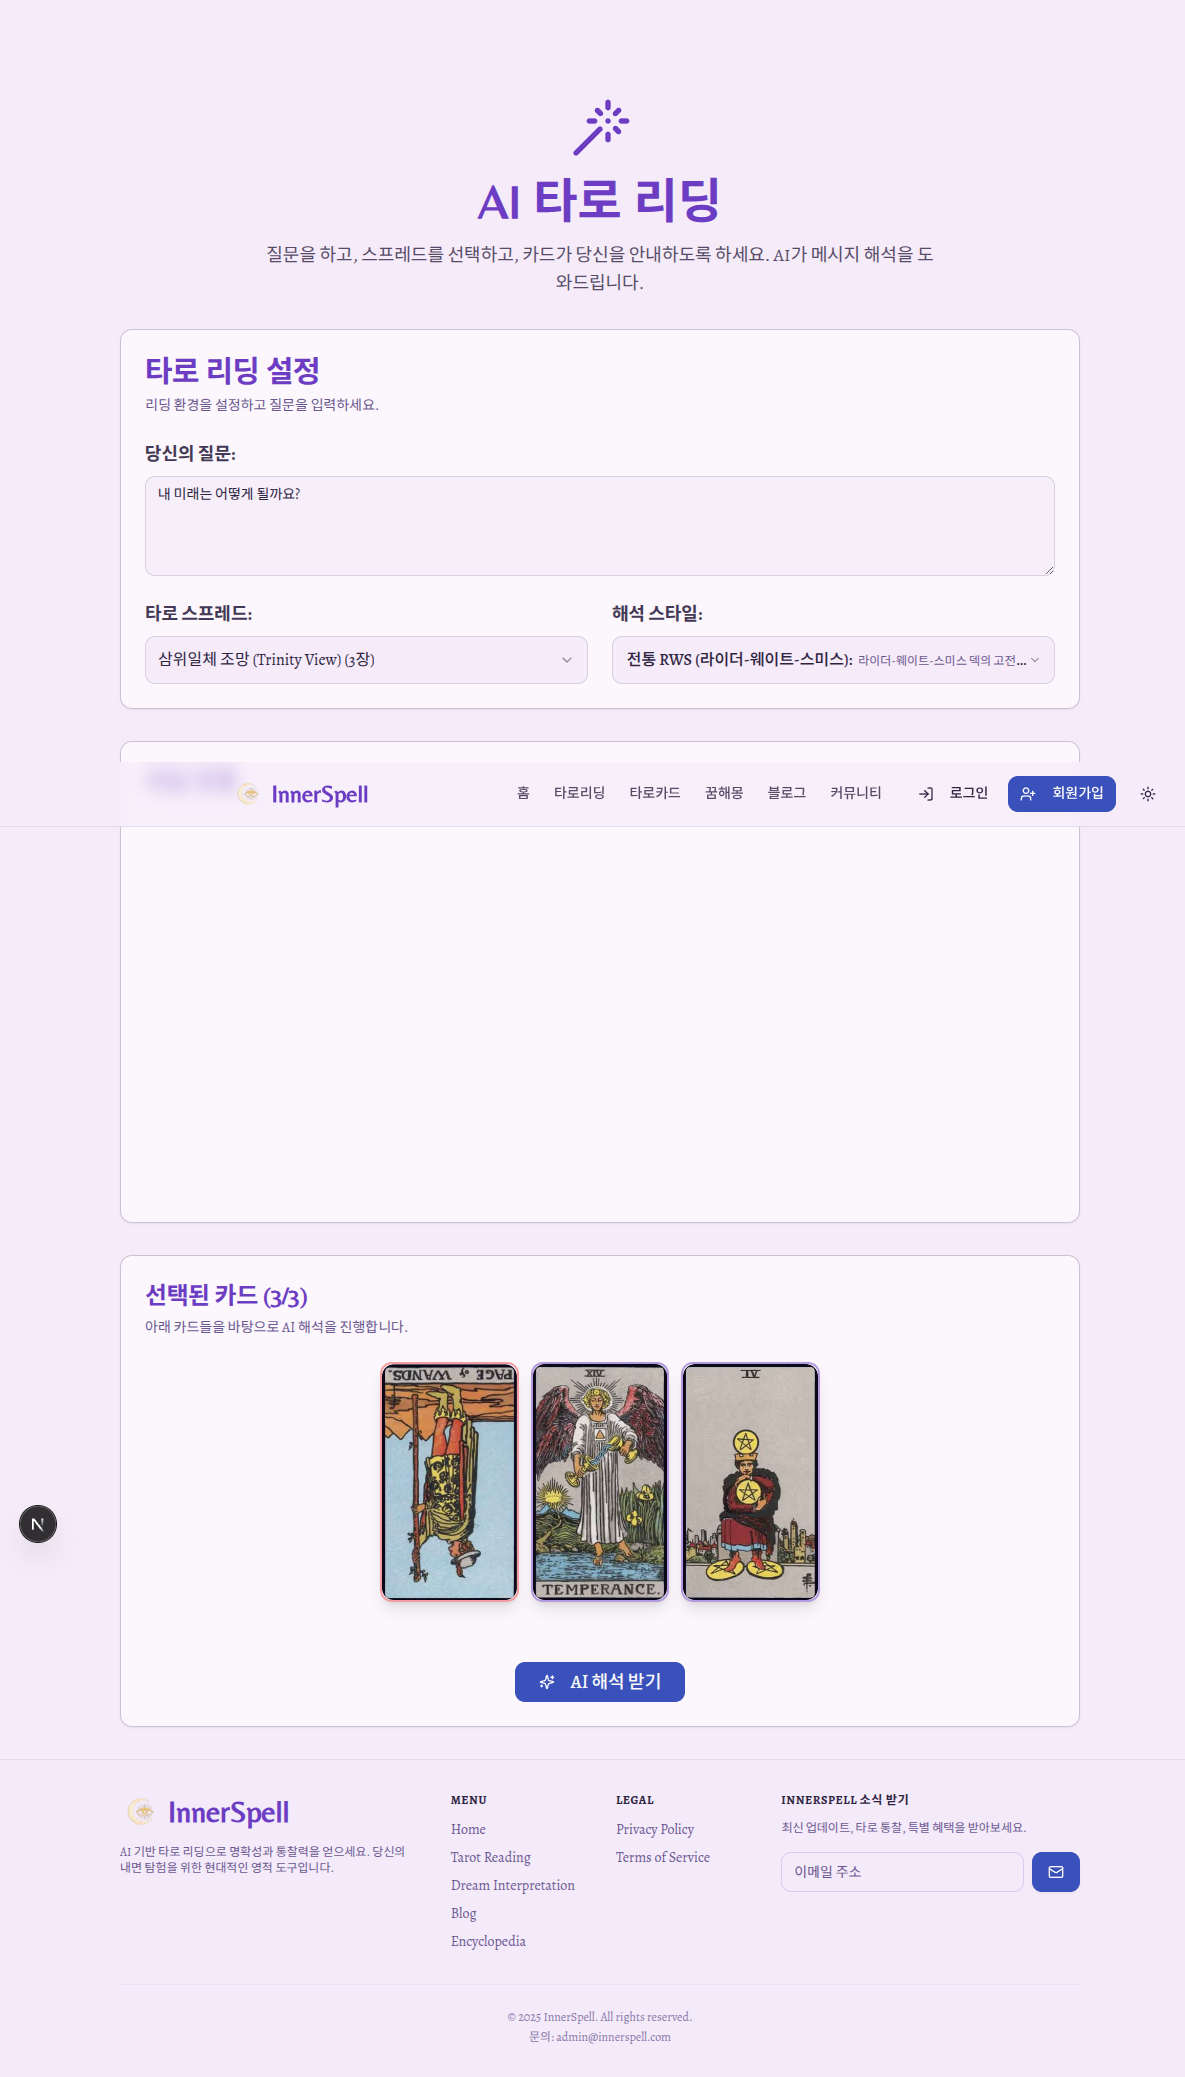 AI 타로 리딩
질문을 하고, 스프레드를 선택하고, 카드가 당신을 안내하도록 하세요. AI가 메시지 해석을 도
와드립니다.
타로 리딩 설정
리딩 환경을 설정하고 질문을 입력하세요.
당신의 질문:
내 미래는 어떻게 될까요?
타로 스프레드:
해석 스타일:
삼위일체 조망 (Trinity View) (3장)
전통 RWS (라이더-웨이트-스미스): 라이더-웨이트-스미스 덱의 고전...
InnerSpell
홈
타로리딩
타로카드
꿈해몽
블로그
커뮤니티
로그인
회원가입
선택된 카드 (3/3)
아래 카드들을 바탕으로 AI 해석을 진행합니다.
PAGE of WANDS.
XIV
TEMPERANCE.
IV
AI 해석 받기
N
InnerSpell
AI 기반 타로 리딩으로 명확성과 통찰력을 얻으세요. 당신의
내면 탐험을 위한 현대적인 영적 도구입니다.
MENU
Home
Tarot Reading
Dream Interpretation
Blog
Encyclopedia
LEGAL
Privacy Policy
Terms of Service
INNERSPELL 소식 받기
최신 업데이트, 타로 통찰, 특별 혜택을 받아보세요.
이메일 주소
© 2025 InnerSpell. All rights reserved.
문의: admin@innerspell.com